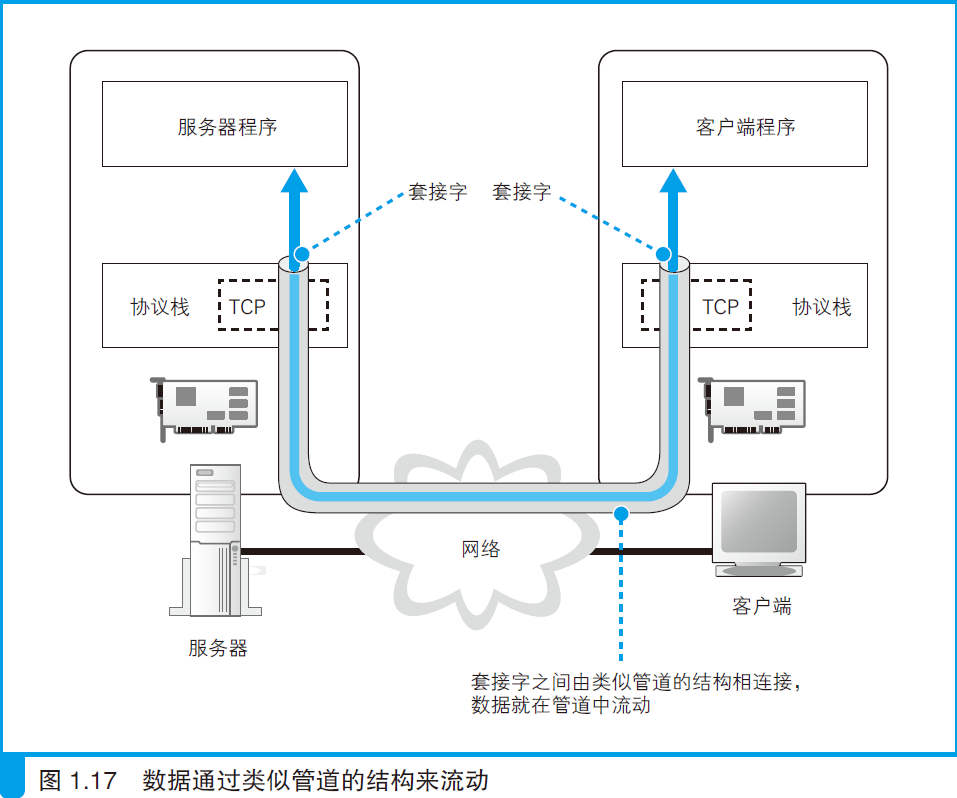 服务器程序
客户端程序
套接字
套接字
协议栈
TCP
TCP
协议栈
网络
服务器
客户端
套接字之间由类似管道的结构相连接，
数据就在管道中流动
图 1.17 数据通过类似管道的结构来流动